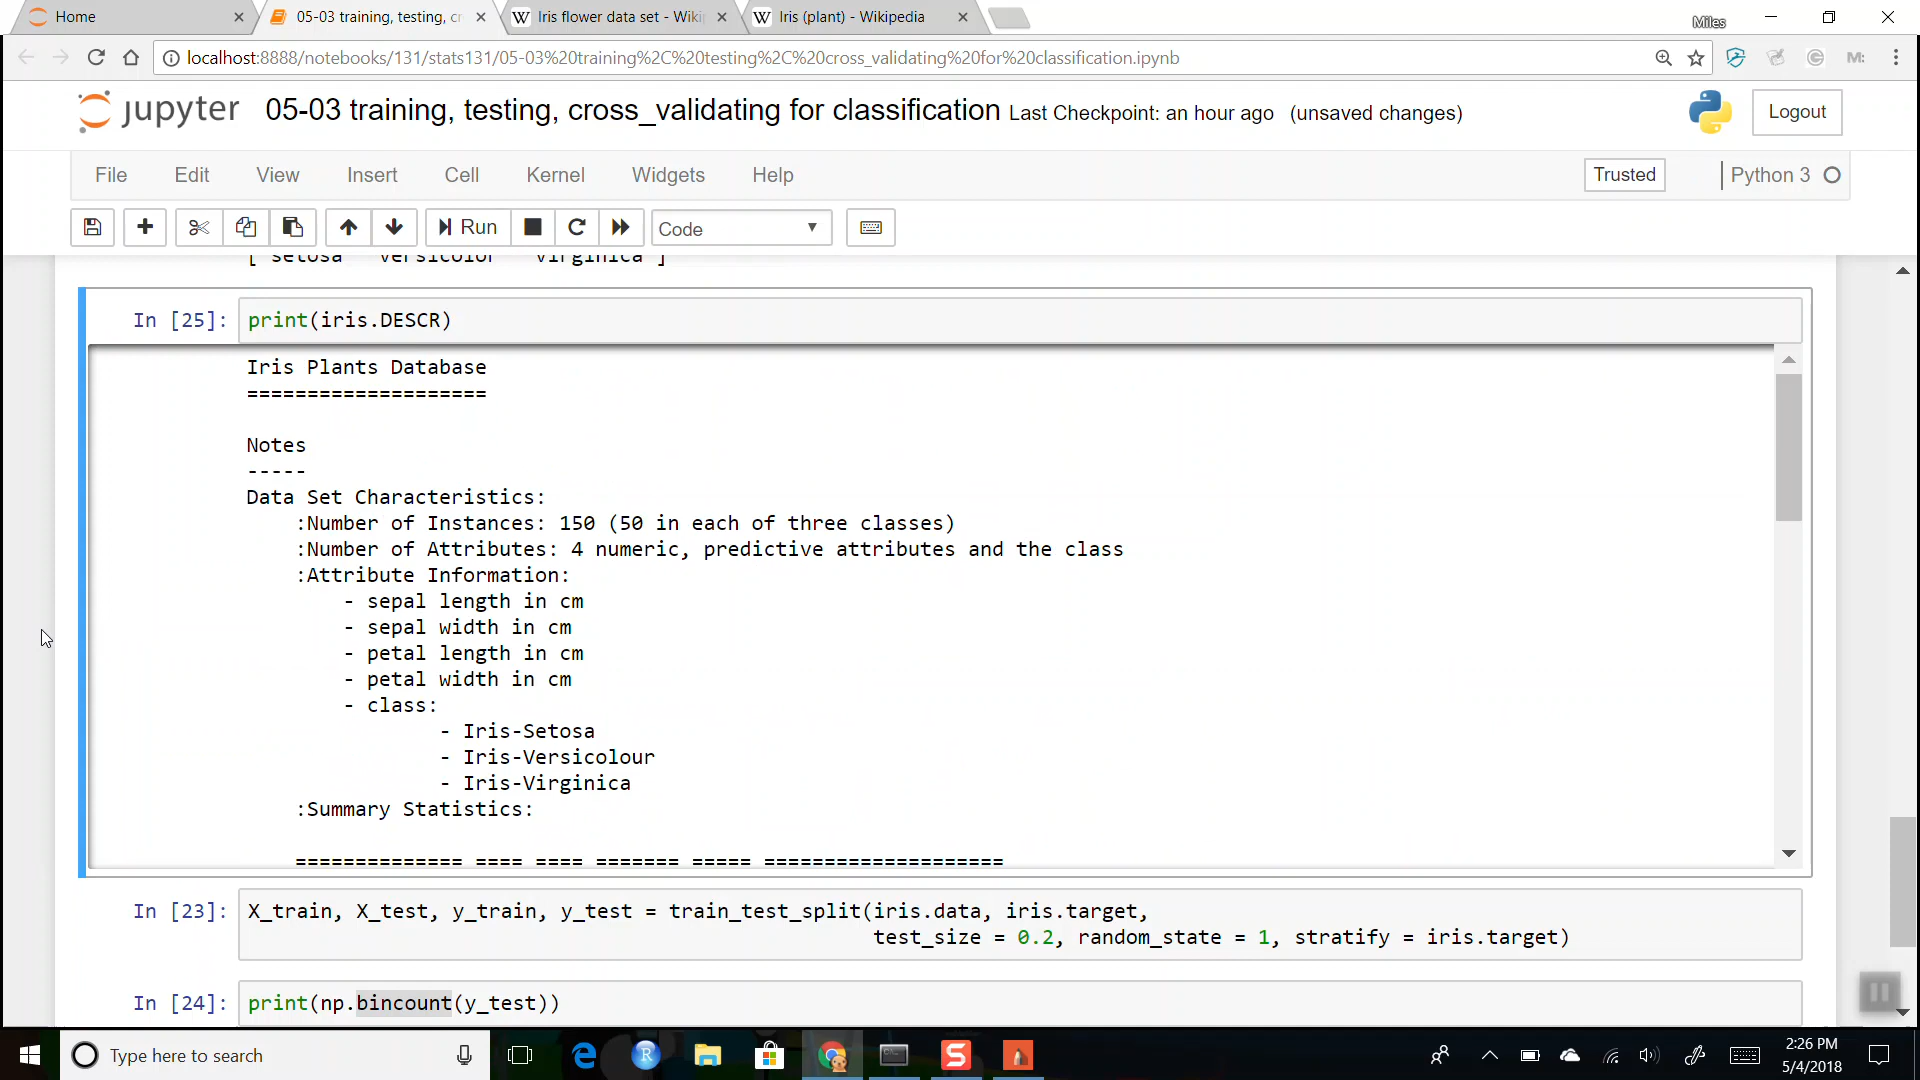 Home
05-03 training, testing, cr
Iris flower data set - Wiki
Iris (plant) - Wikipedia
Miles
localhost:8888/notebooks/131/stats131/05-03%20training%2C%20testing%2C%20cross_validating%20for%20classification.ipynb
jupyter 05-03 training, testing, cross_validating for classification Last Checkpoint: an hour ago (unsaved changes)
Logout
File Edit View Insert Cell Kernel Widgets Help
Trusted
Python 3
Run
Code
[ setosa versicolor virginica ]
In [25]: print(iris.DESCR)
Iris Plants Database
====================
Notes
-----
Data Set Characteristics:
:Number of Instances: 150 (50 in each of three classes)
:Number of Attributes: 4 numeric, predictive attributes and the class
:Attribute Information:
- sepal length in cm
- sepal width in cm
- petal length in cm
- petal width in cm
- class:
- Iris-Setosa
- Iris-Versicolour
- Iris-Virginica
:Summary Statistics:
============== ==== ==== ======= ===== ====================
In [23]: X_train, X_test, y_train, y_test = train_test_split(iris.data, iris.target,
test_size = 0.2, random_state = 1, stratify = iris.target)
In [24]: print(np.bincount(y_test))
Type here to search
2:26 PM
5/4/2018